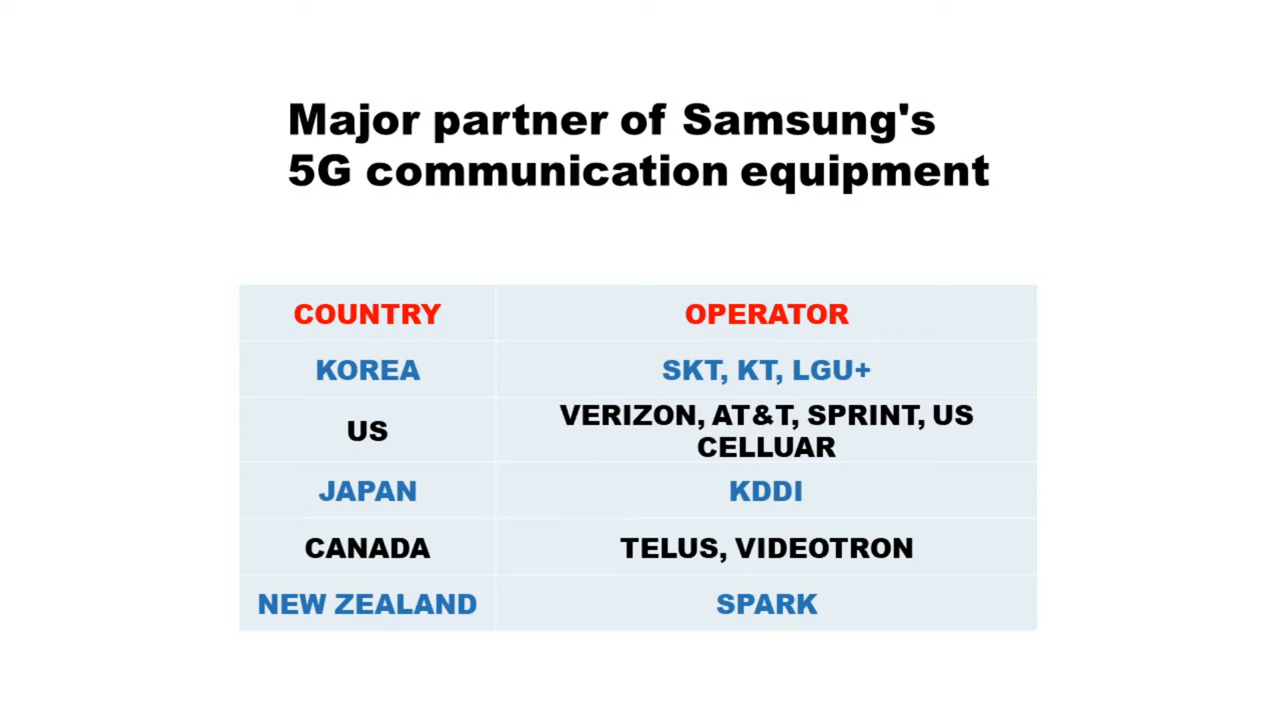 Major partner of Samsung's
5G communication equipment
COUNTRY OPERATOR
KOREA SKT, KT, LGU+
US VERIZON, AT&T, SPRINT, US
CELLUAR
JAPAN KDDI
CANADA TELUS, VIDEOTRON
NEW ZEALAND SPARK